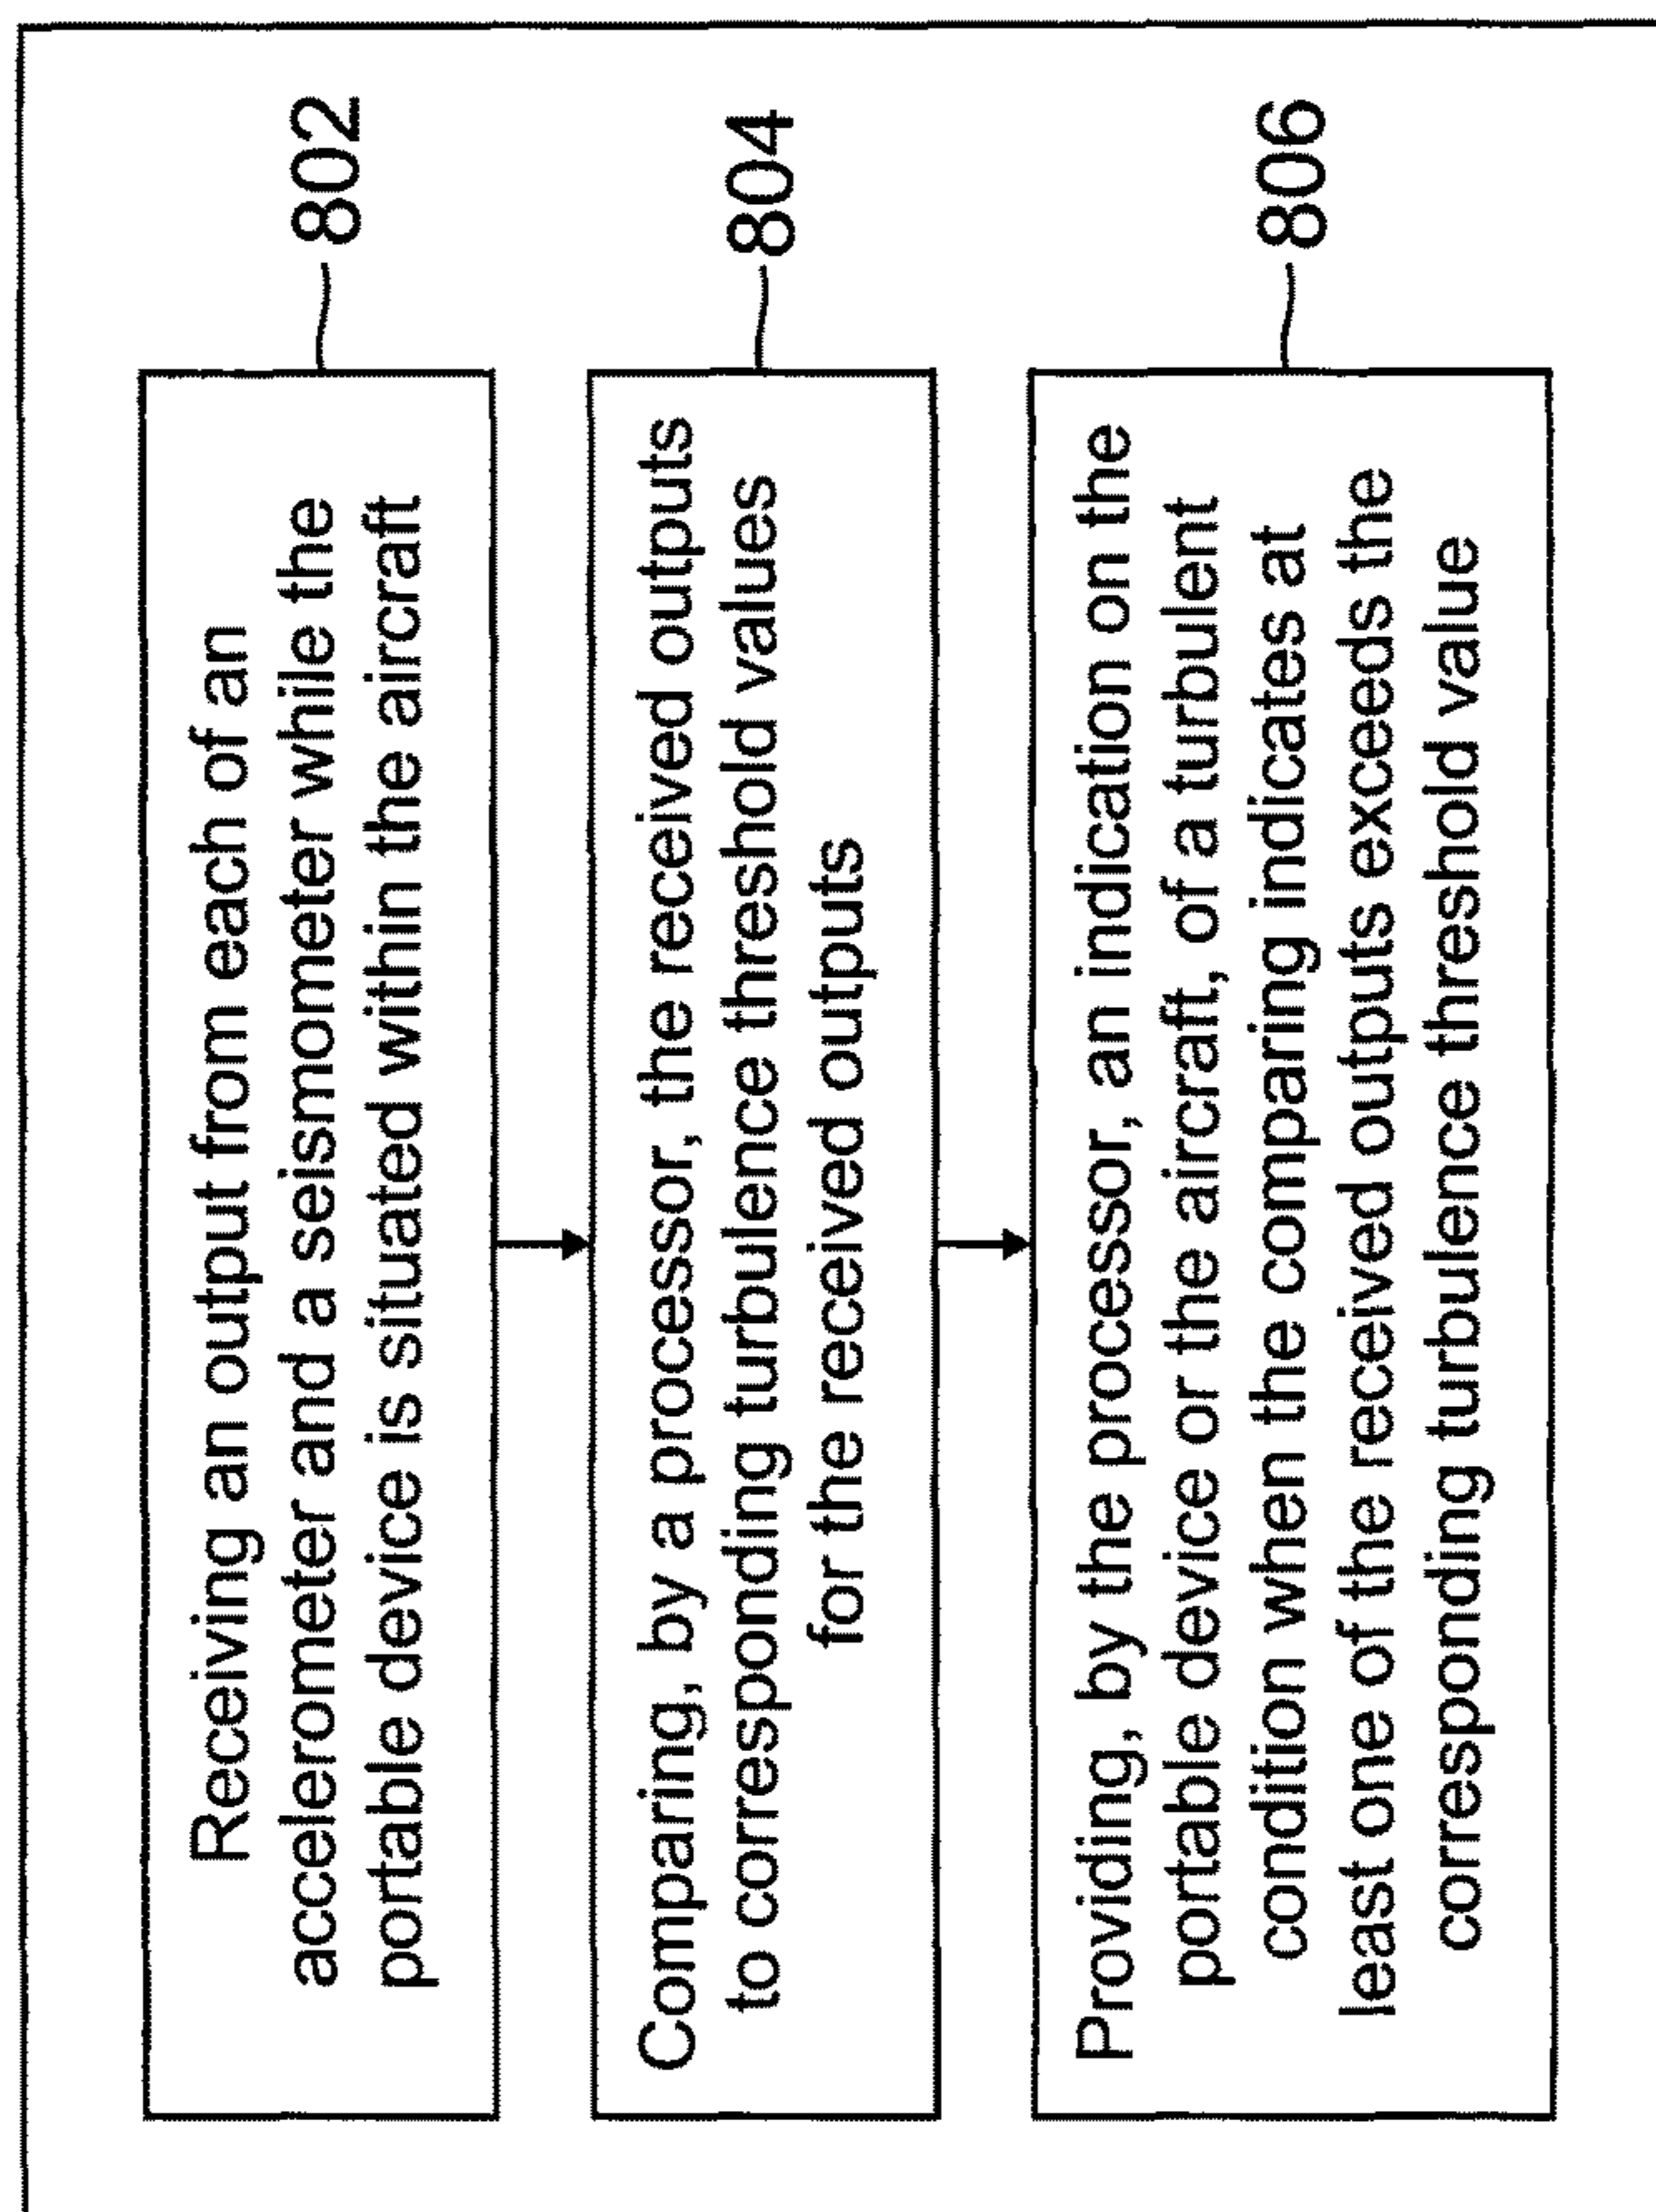 Receiving an output from each of an
accelerometer and a seismometer while the
portable device is situated within the aircraft
802
Comparing, by a processor, the received outputs
to corresponding turbulence threshold values
for the received outputs
804
Providing, by the processor, an indication on the
portable device or the aircraft, of a turbulent
condition when the comparing indicates at
least one of the received outputs exceeds the
corresponding turbulence threshold value
806